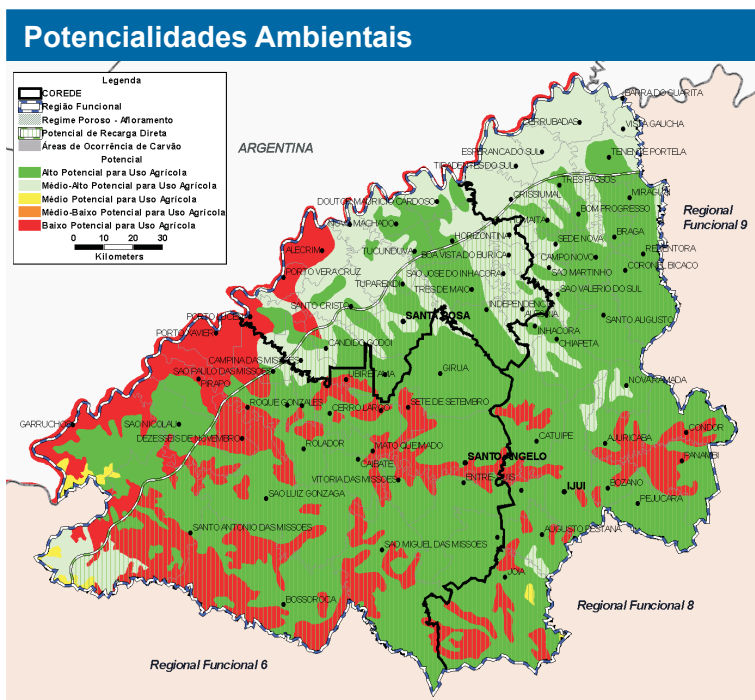 Potencialidades Ambientais
Legenda
COREDE
Região Funcional
Regime Poroso - Afloramento
Potencial de Recarga Direta
Áreas de Ocorrência de Carvão
Potencial
Alto Potencial para Uso Agrícola
Médio-Alto Potencial para Uso Agrícola
Médio Potencial para Uso Agrícola
Médio-Baixo Potencial para Uso Agrícola
Baixo Potencial para Uso Agrícola
0 10 20 30
Kilometers
ARGENTINA
BARRA DO GUARITA
VISTA GAUCHA
ESPERANCA DO SUL
TENENTE PORTELA
TIRADENTES DO SUL
TRES PASSOS
MIRAGUAI
DOUTOR MAURICIO CARDOSO
CRISSIUMAL
BOM PROGRESSO
Regional
Funcional 9
HUMAITA
HORIZONTINA
SEDE NOVA
BRAGA
REDENTORA
ALECRIM
TUCUNDUVA
BOA VISTA DO BURICA
CAMPO NOVO
CORONEL BICACO
PORTO VERA CRUZ
SAO JOSE DO INHACORA
SAO MARTINHO
TUPARENDI
TRES DE MAIO
SAO VALERIO DO SUL
SANTO CRISTO
INDEPENDENCIA
SANTA ROSA
SANTO AUGUSTO
PORTO XAVIER
INHACORA
CHIAPETA
CANDIDO GODOI
CAMPINA DAS MISSOES
SAO PAULO DAS MISSOES
UBIRETAMA
GIRUA
PIRAPO
NOVA RAMADA
ROQUE GONZALES
CERRO LARGO
SETE DE SETEMBRO
GARRUCHOS
SAO NICOLAU
CONDOR
DEZESSEIS DE NOVEMBRO
ROLADOR
MATO QUEIMADO
CATUIPE
AJURICABA
CAIBATE
SANTO ANGELO
PANAMBI
VITORIA DAS MISSOES
IJUI
BOZANO
SAO LUIZ GONZAGA
PEJUCARA
SANTO ANTONIO DAS MISSOES
SAO MIGUEL DAS MISSOES
AUGUSTO PESTANA
JOIA
BOSSOROCA
Regional Funcional 8
Regional Funcional 6